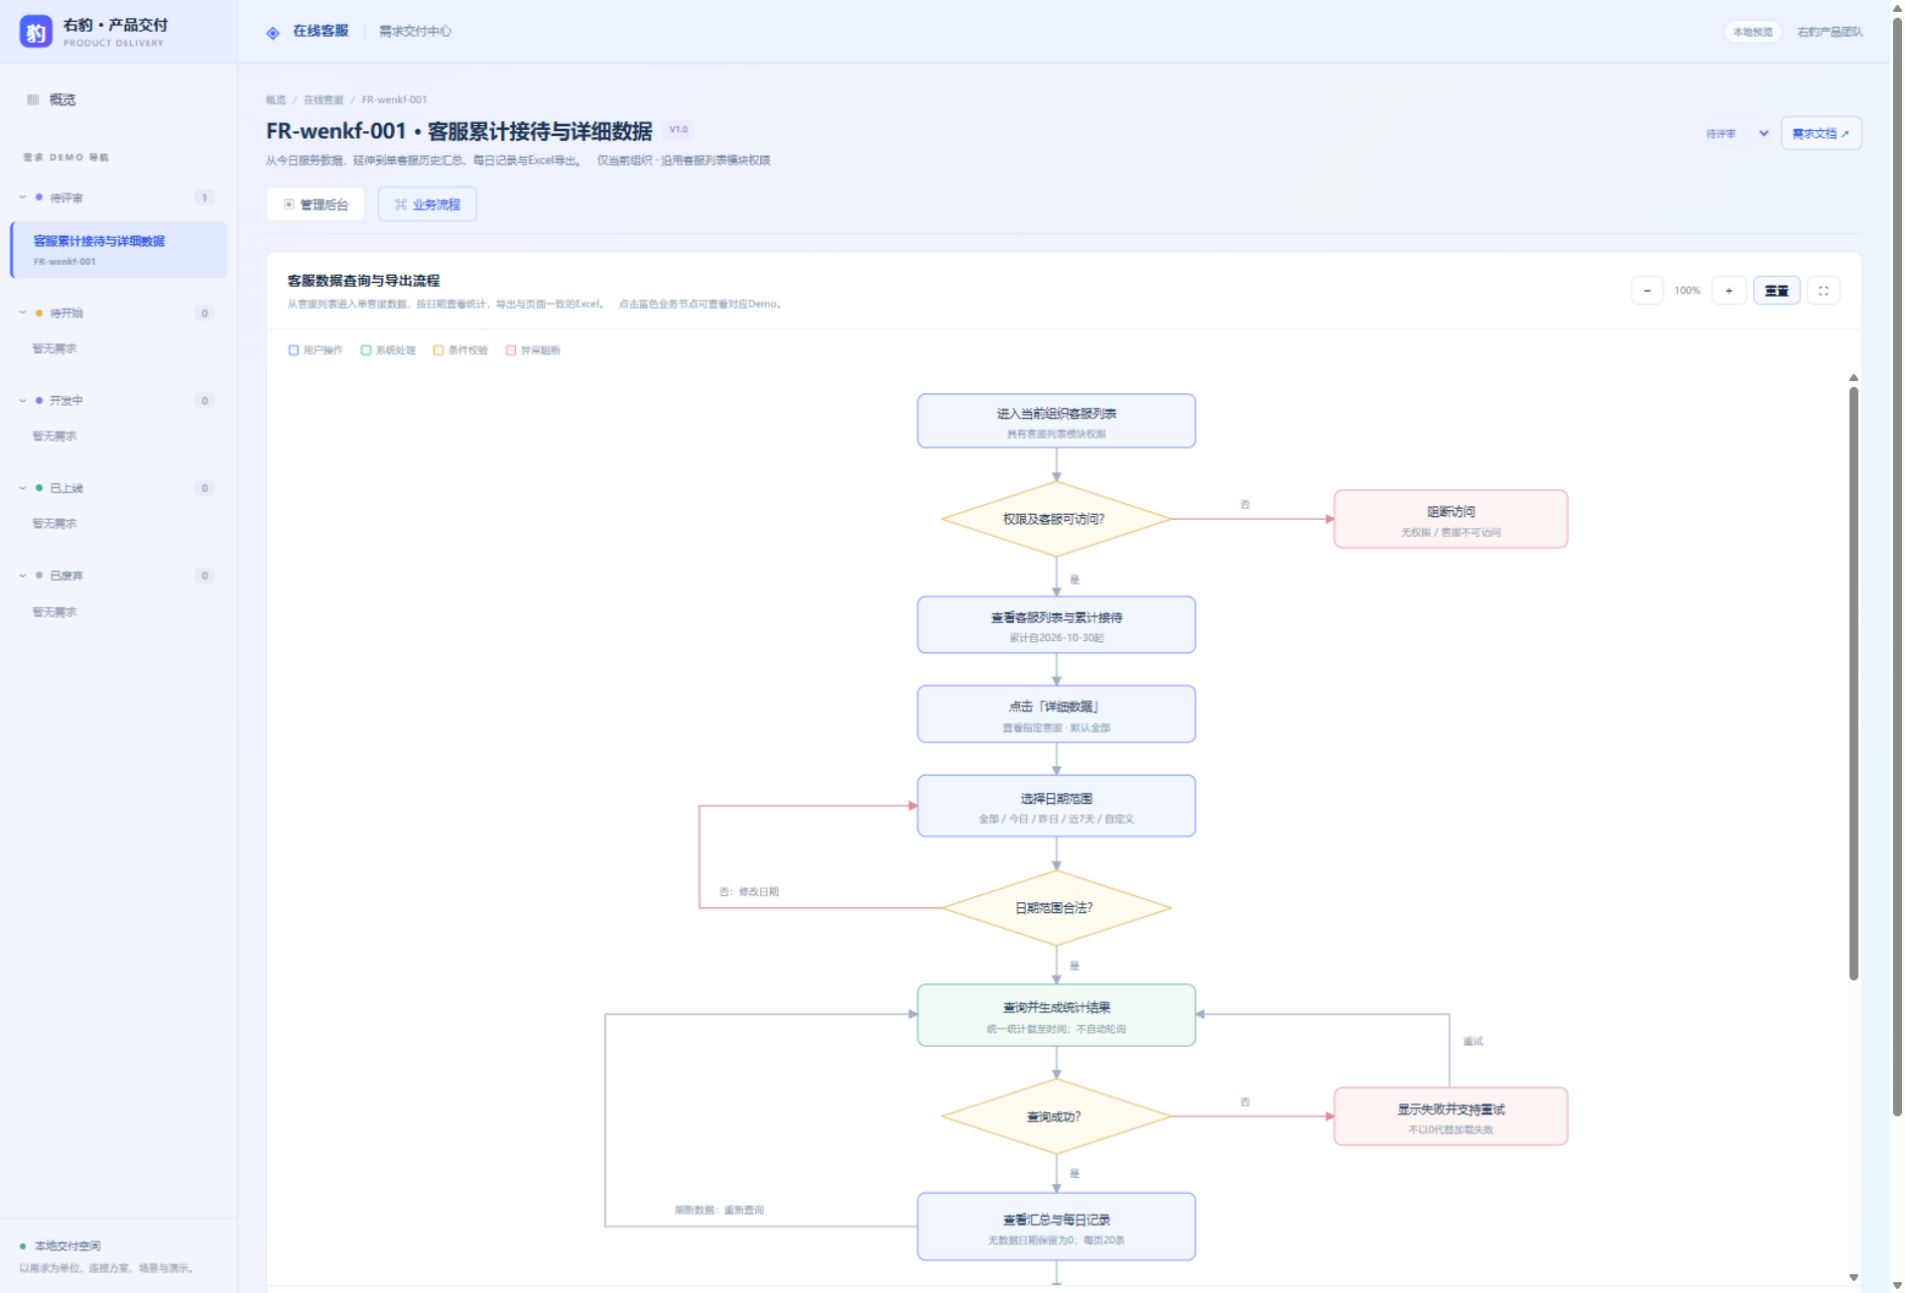 豹
右豹·产品交付
PRODUCT DELIVERY
在线客服
需求交付中心
本地预览
右豹产品团队
概览
需求 DEMO 导航
待评审
1
客服累计接待与详细数据
FR-wenkf-001
待开始
0
暂无需求
开发中
0
暂无需求
已上线
0
暂无需求
已废弃
0
暂无需求
本地交付空间
以需求为单位，连接方案、场景与演示。
概览 / 在线客服 / FR-wenkf-001
FR-wenkf-001·客服累计接待与详细数据
V1.0
从今日服务数据，延伸到单客服历史汇总、每日记录与Excel导出。 仅当前组织 · 沿用客服列表模块权限
待评审
需求文档 ↗
管理后台
⌘ 业务流程
客服数据查询与导出流程
从客服列表进入单客服数据，按日期查看统计，导出与页面一致的Excel。 点击蓝色业务节点可查看对应Demo。
−
100%
+
重置
用户操作
系统处理
条件校验
异常阻断
进入当前组织客服列表
具有客服列表模块权限
权限及客服可访问?
否
阻断访问
无权限 / 客服不可访问
是
查看客服列表与累计接待
累计自2026-10-30起
点击「详细数据」
查看指定客服 · 默认全部
选择日期范围
全部 / 今日 / 昨日 / 近7天 / 自定义
否：修改日期
日期范围合法?
是
查询并生成统计结果
统一统计截至时间；不自动轮询
重试
查询成功?
否
显示失败并支持重试
不以0代替加载失败
是
刷新数据：重新查询
查看汇总与每日记录
无数据日期保留为0；每页20条